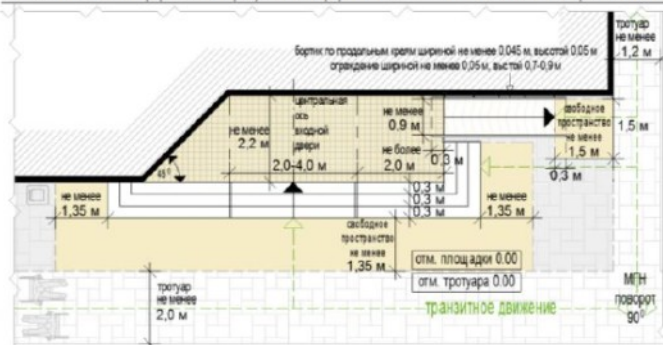 тротуар
не менее
1,2 м
бортик по продольным краям шириной не менее 0,045 м, высотой 0,05 м
ограждение шириной не менее 0,05м, выстой 0,7-0,9м
центральная
ось
входной
двери
не менее
2,2 м
не менее
0,9 м
свободное
пространство
не менее
1,5 м
1,5 м
2,0-4,0 м
не более
2,0 м
0,3 м
0,3 м
45°
не менее
1,35 м
0,3 м
0,3 м
0,3 м
не менее
1,35 м
свободное
пространство
не менее
1,35 м
отм. площадки 0.00
отм. тротуара 0.00
тротуар
не менее
2,0 м
транзитное движение
МГН
поворот
90°